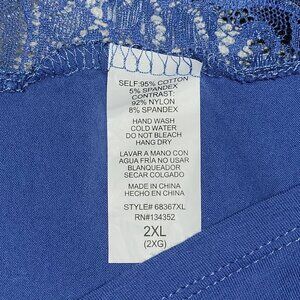 SELF:95% COTTON
5% SPANDEX
CONTRAST:
92% NYLON
8% SPANDEX
HAND WASH
COLD WATER
DO NOT BLEACH
HANG DRY
LAVAR A MANO CON
AGUA FRIA NO USAR
BLANQUEADOR
SECAR COLGADO
MADE IN CHINA
HECHO EN CHINA
STYLE# 68367XL
RN#134352
2XL
(2XG)